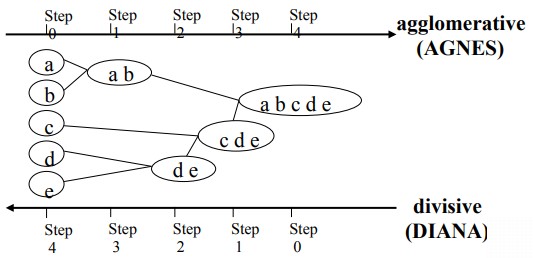 Step Step Step Step Step
0 1 2 3 4
agglomerative
(AGNES)
a
a b
b
a b c d e
c
c d e
d
d e
e
divisive
(DIANA)
Step Step Step Step Step
4 3 2 1 0